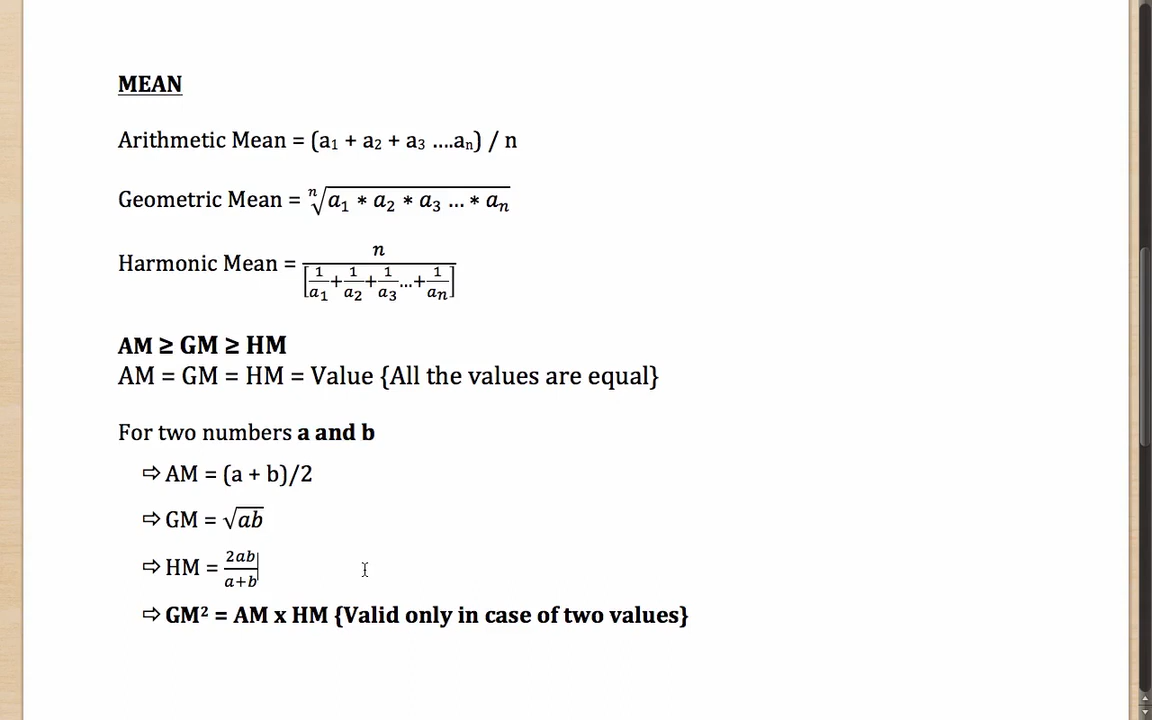 MEAN
Arithmetic Mean = (a₁ + a₂ + a₃ ....aₙ) / n
Geometric Mean = ⁿ√(a₁ * a₂ * a₃ ... * aₙ)
Harmonic Mean = n / [1/a₁ + 1/a₂ + 1/a₃ ... + 1/aₙ]
AM ≥ GM ≥ HM
AM = GM = HM = Value {All the values are equal}
For two numbers a and b
⇨ AM = (a + b)/2
⇨ GM = √ab
⇨ HM = 2ab / a+b
⇨ GM² = AM x HM {Valid only in case of two values}